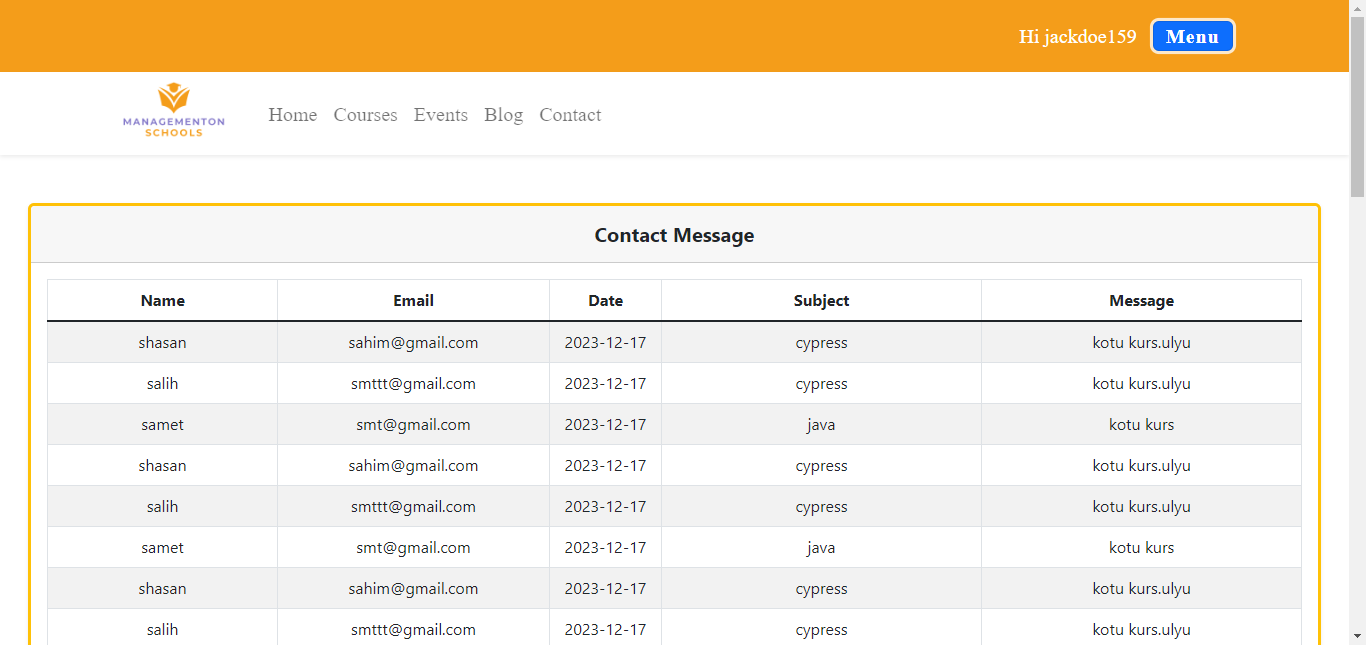 Hi jackdoe159 Menu
MANAGEMENTON
SCHOOLS
Home Courses Events Blog Contact
Contact Message
Name Email Date Subject Message
shasan sahim@gmail.com 2023-12-17 cypress kotu kurs.ulyu
salih smttt@gmail.com 2023-12-17 cypress kotu kurs.ulyu
samet smt@gmail.com 2023-12-17 java kotu kurs
shasan sahim@gmail.com 2023-12-17 cypress kotu kurs.ulyu
salih smttt@gmail.com 2023-12-17 cypress kotu kurs.ulyu
samet smt@gmail.com 2023-12-17 java kotu kurs
shasan sahim@gmail.com 2023-12-17 cypress kotu kurs.ulyu
salih smttt@gmail.com 2023-12-17 cypress kotu kurs.ulyu